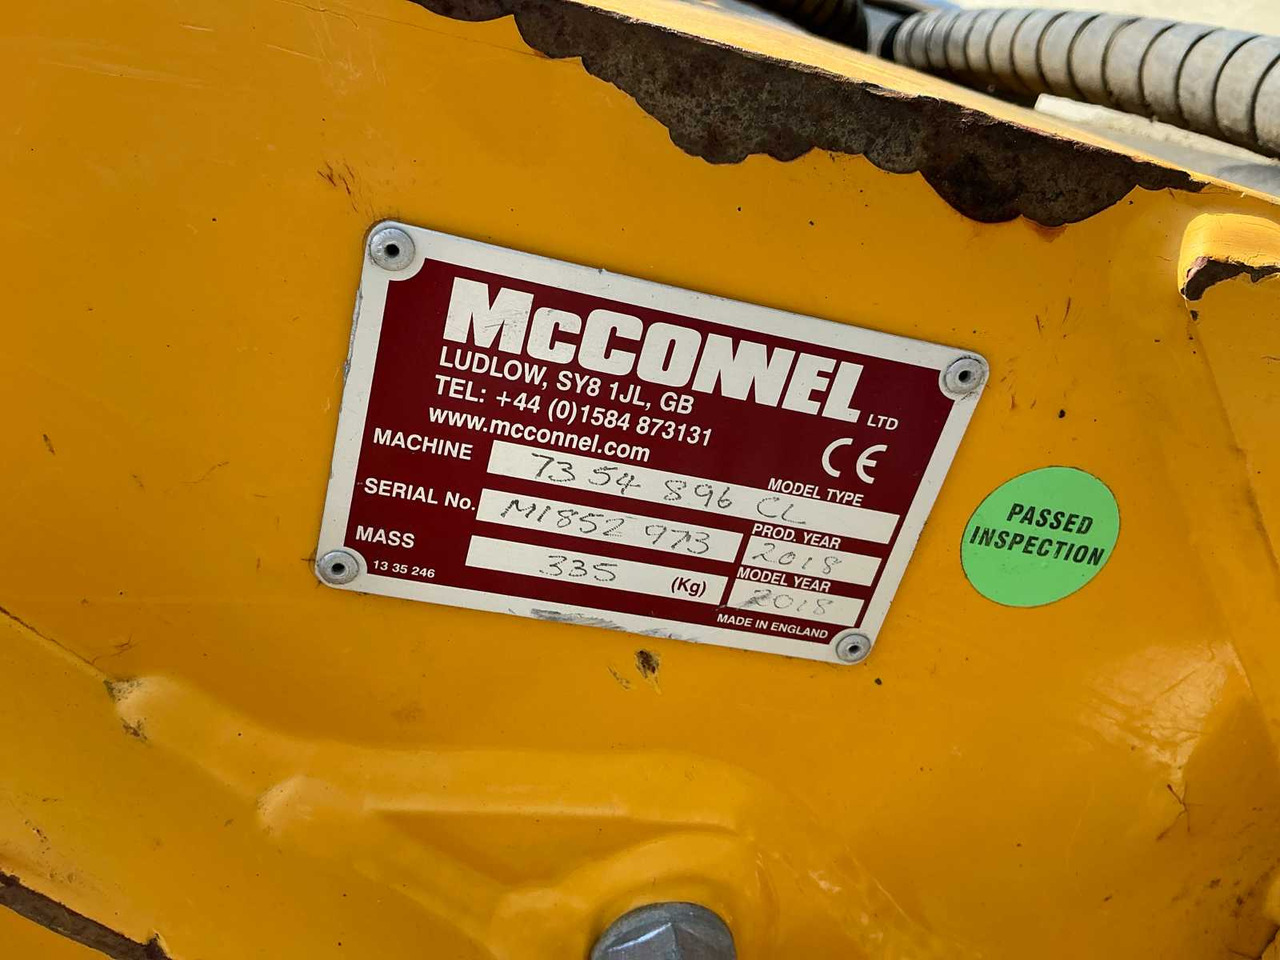 McCONNEL LTD
LUDLOW, SY8 1JL, GB
TEL: +44 (0)1584 873131
www.mcconnel.com
CE
MACHINE 7354 896 CL MODEL TYPE
SERIAL No. M1852 973 PROD. YEAR 2018
MASS 335 (Kg) MODEL YEAR 2018
13 35 246
MADE IN ENGLAND
PASSED
INSPECTION